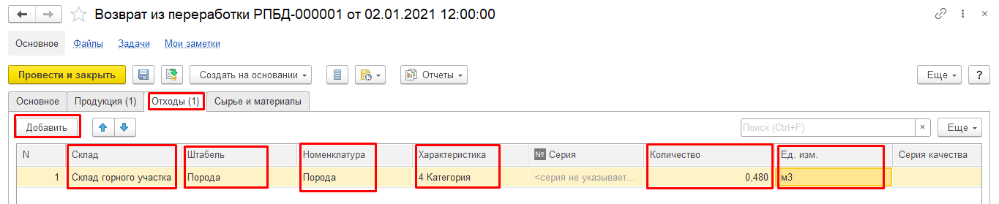 Возврат из переработки РПБД-000001 от 02.01.2021 12:00:00
Основное Файлы Задачи Мои заметки
Провести и закрыть Создать на основании Отчеты Еще ?
Основное Продукция (1) Отходы (1) Сырье и материалы
Добавить Поиск (Ctrl+F) × Еще
N Склад Штабель Номенклатура Характеристика № Серия Количество Ед. изм. Серия качества
1 Склад горного участка Порода Порода 4 Категория <серия не указывает... 0,480 м3